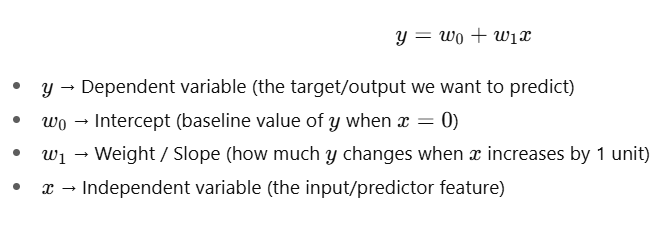 y = w₀ + w₁x
• y → Dependent variable (the target/output we want to predict)
• w₀ → Intercept (baseline value of y when x = 0)
• w₁ → Weight / Slope (how much y changes when x increases by 1 unit)
• x → Independent variable (the input/predictor feature)